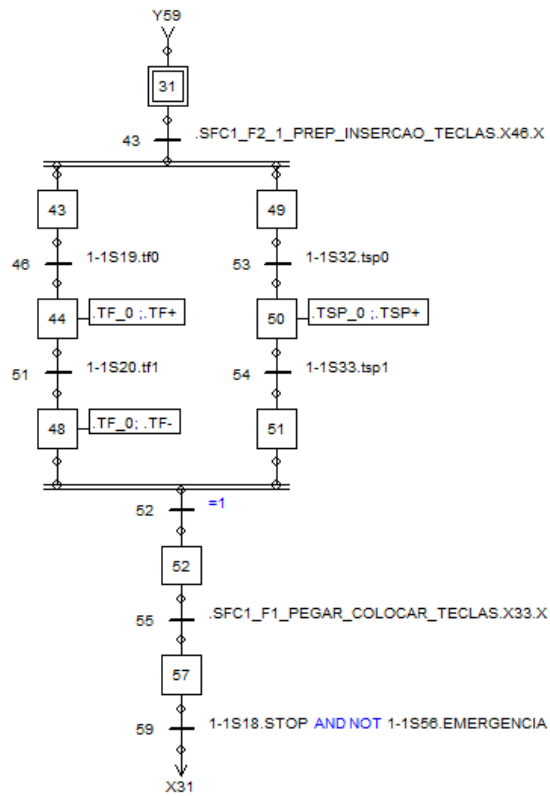 Y59
31
43 .SFC1_F2_1_PREP_INSERCAO_TECLAS.X46.X
43 49
46 1-1S19.tf0 53 1-1S32.tsp0
44 .TF_0 ;.TF+ 50 .TSP_0 ;.TSP+
51 1-1S20.tf1 54 1-1S33.tsp1
48 .TF_0; .TF- 51
52 =1
52
55 .SFC1_F1_PEGAR_COLOCAR_TECLAS.X33.X
57
59 1-1S18.STOP AND NOT 1-1S56.EMERGENCIA
X31